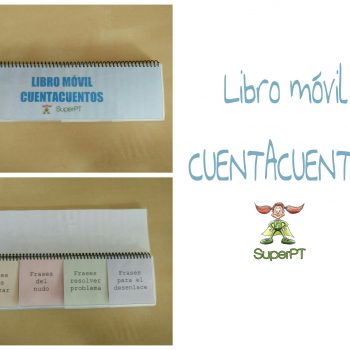 LIBRO MÓVIL
CUENTACUENTOS
SuperPT
Frases
del
nudo
Frases
resolver
problema
Frases
para el
desenlace
Libro móvil
CUENTACUENT
SuperPT